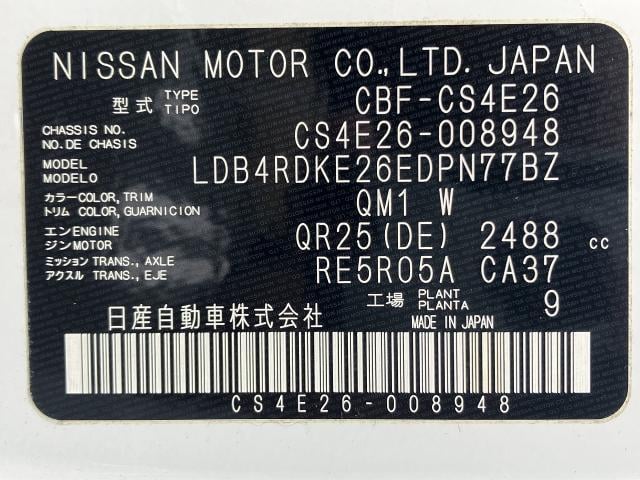 NISSAN MOTOR CO.,LTD. JAPAN
型式 TYPE TIPO CBF-CS4E26
CHASSIS NO. NO.DE CHASIS CS4E26-008948
MODEL MODELO LDB4RDKE26EDPN77BZ
カラー COLOR, TRIM トリム COLOR, GUARNICION QM1 W
エンジン ENGINE MOTOR QR25(DE) 2488 cc
ミッション TRANS., AXLE アクスル TRANS., EJE RE5R05A CA37
工場 PLANT PLANTA 9
日産自動車株式会社 MADE IN JAPAN
CS4E26-008948